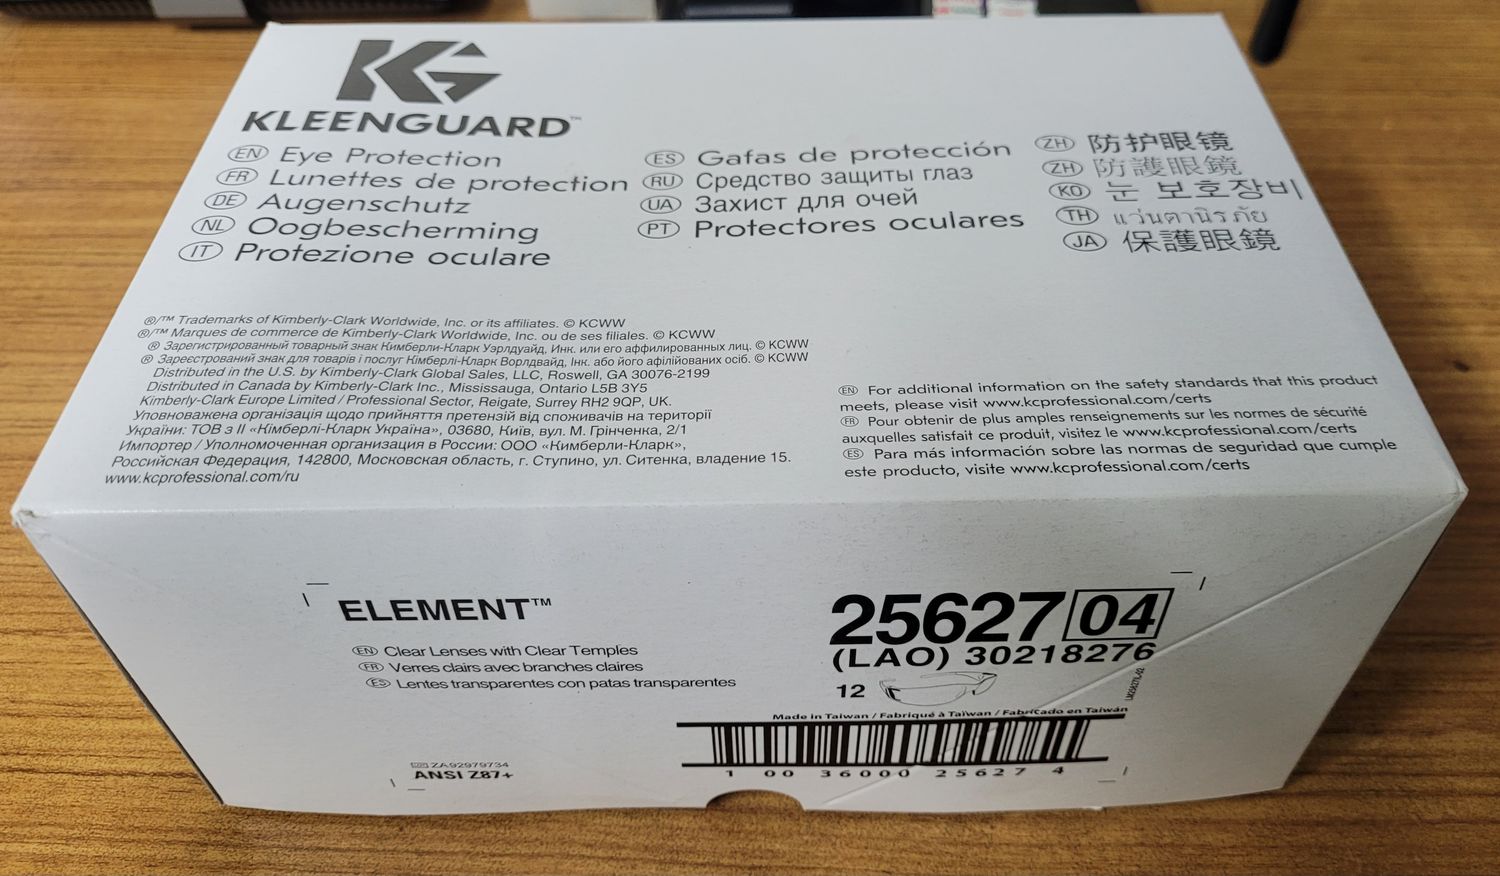 KG
KLEENGUARD™
EN Eye Protection
FR Lunettes de protection
DE Augenschutz
NL Oogbescherming
IT Protezione oculare
ES Gafas de protección
RU Средство защиты глаз
UA Захист для очей
PT Protectores oculares
ZH 防护眼镜
ZH 防護眼鏡
KO 눈 보호장비
TH แว่นตานิรภัย
JA 保護眼鏡
®/™ Trademarks of Kimberly-Clark Worldwide, Inc. or its affiliates. © KCWW
®/™ Marques de commerce de Kimberly-Clark Worldwide, Inc. ou de ses filiales. © KCWW
® Зарегистрированный товарный знак Кимберли-Кларк Уэрлдуайд, Инк. или его аффилированных лиц. © KCWW
® Зареєстрований знак для товарів і послуг Кімберлі-Кларк Ворлдвайд, Інк. або його афілійованих осіб. © KCWW
Distributed in the U.S. by Kimberly-Clark Global Sales, LLC, Roswell, GA 30076-2199
Distributed in Canada by Kimberly-Clark Inc., Mississauga, Ontario L5B 3Y5
Kimberly-Clark Europe Limited / Professional Sector, Reigate, Surrey RH2 9QP, UK.
Уповноважена організація щодо прийняття претензій від споживачів на території
України: ТОВ з ІІ «Кімберлі-Кларк Україна», 03680, Київ, вул. М. Грінченка, 2/1
Импортер / Уполномоченная организация в России: ООО «Кимберли-Кларк»,
Российская Федерация, 142800, Московская область, г. Ступино, ул. Ситенка, владение 15.
www.kcprofessional.com/ru
EN For additional information on the safety standards that this product
meets, please visit www.kcprofessional.com/certs
FR Pour obtenir de plus amples renseignements sur les normes de sécurité
auxquelles satisfait ce produit, visitez le www.kcprofessional.com/certs
ES Para más información sobre las normas de seguridad que cumple
este producto, visite www.kcprofessional.com/certs
ELEMENT™
EN Clear Lenses with Clear Temples
FR Verres clairs avec branches claires
ES Lentes transparentes con patas transparentes
ZA92979734
ANSI Z87+
25627 04
(LAO) 30218276
12
Made in Taiwan / Fabriqué à Taïwan / Fabricado en Taiwán
1 00 36000 25627 4